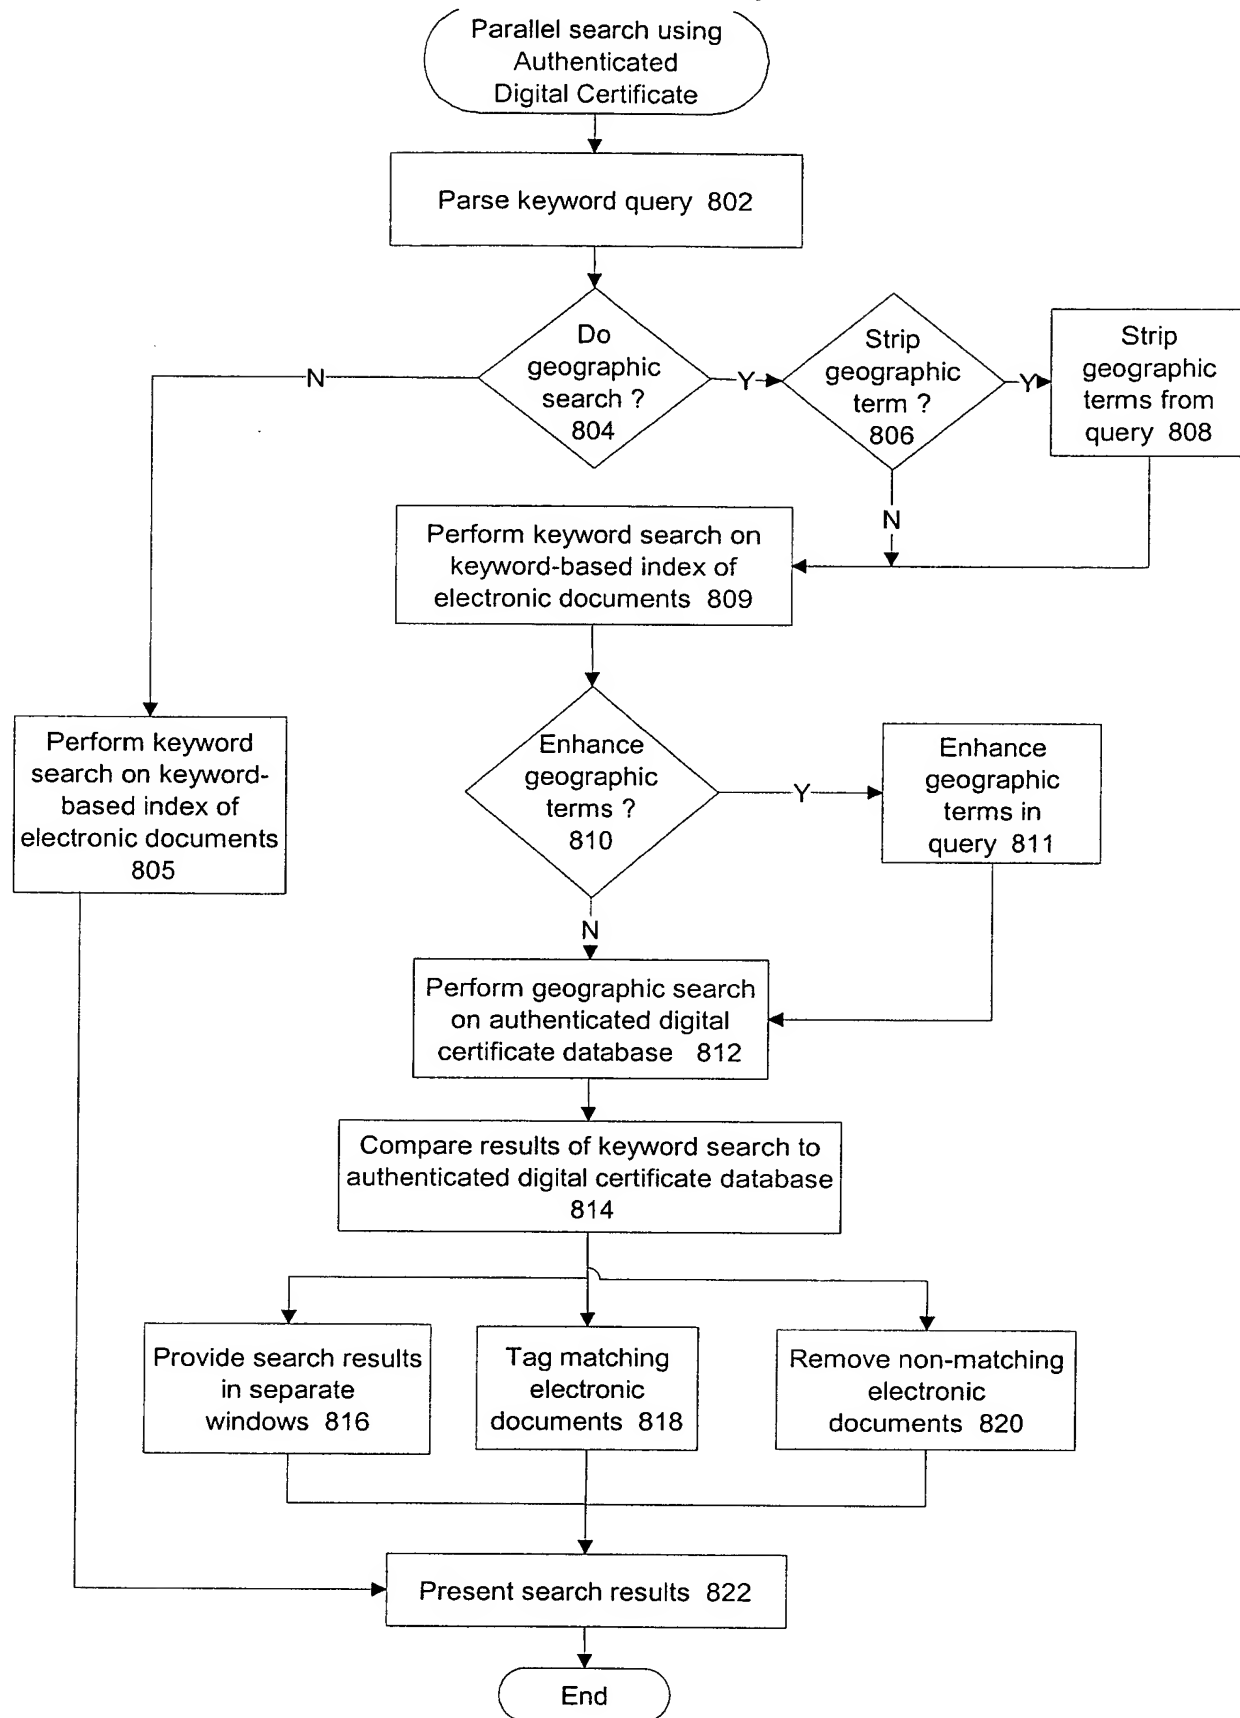 Parallel search using
Authenticated
Digital Certificate
Parse keyword query 802
Do
geographic
search ?
804
N
Y
Strip
geographic
term ?
806
Y
Strip
geographic
terms from
query 808
N
Perform keyword search on
keyword-based index of
electronic documents 809
Enhance
geographic
terms ?
810
Y
Enhance
geographic
terms in
query 811
Perform keyword
search on keyword-
based index of
electronic documents
805
N
Perform geographic search
on authenticated digital
certificate database 812
Compare results of keyword search to
authenticated digital certificate database
814
Provide search results
in separate
windows 816
Tag matching
electronic
documents 818
Remove non-matching
electronic
documents 820
Present search results 822
End